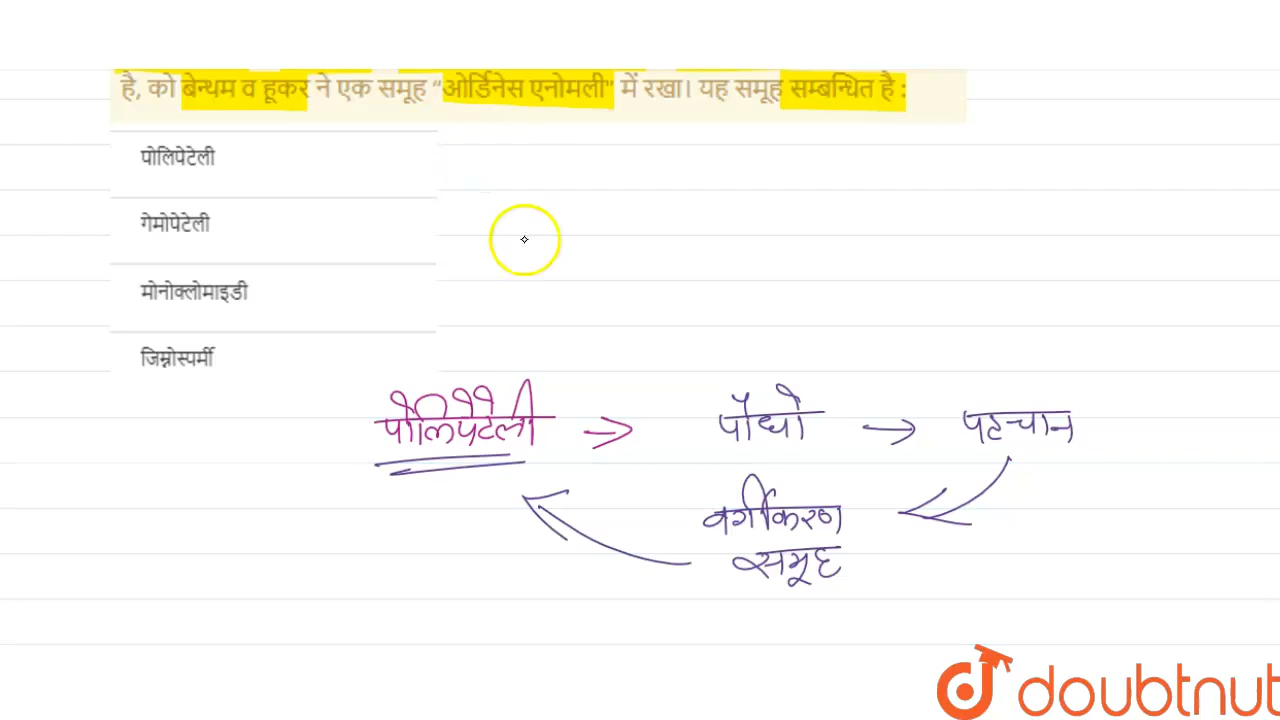 है, को बेन्थम व हूकर ने एक समूह “ओर्डिनेस एनोमली" में रखा। यह समूह सम्बन्धित है :
पोलिपेटेली
गेमोपेटेली
मोनोक्लोमाइडी
जिम्नोस्पर्मी
पोलिपेटेली → पौधो → पहचान
वर्गीकरण
समूह
doubtnut